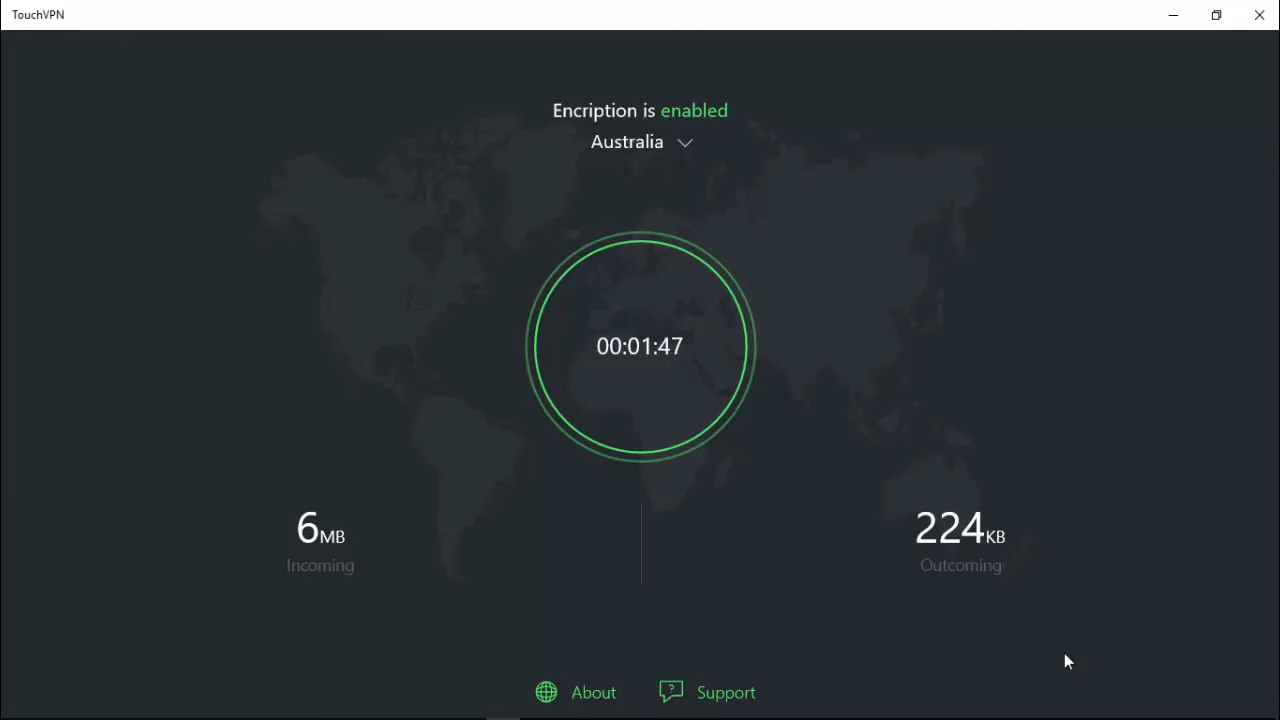 TouchVPN
Encription is enabled
Australia
00:01:47
6MB
Incoming
224KB
Outcoming
About
Support